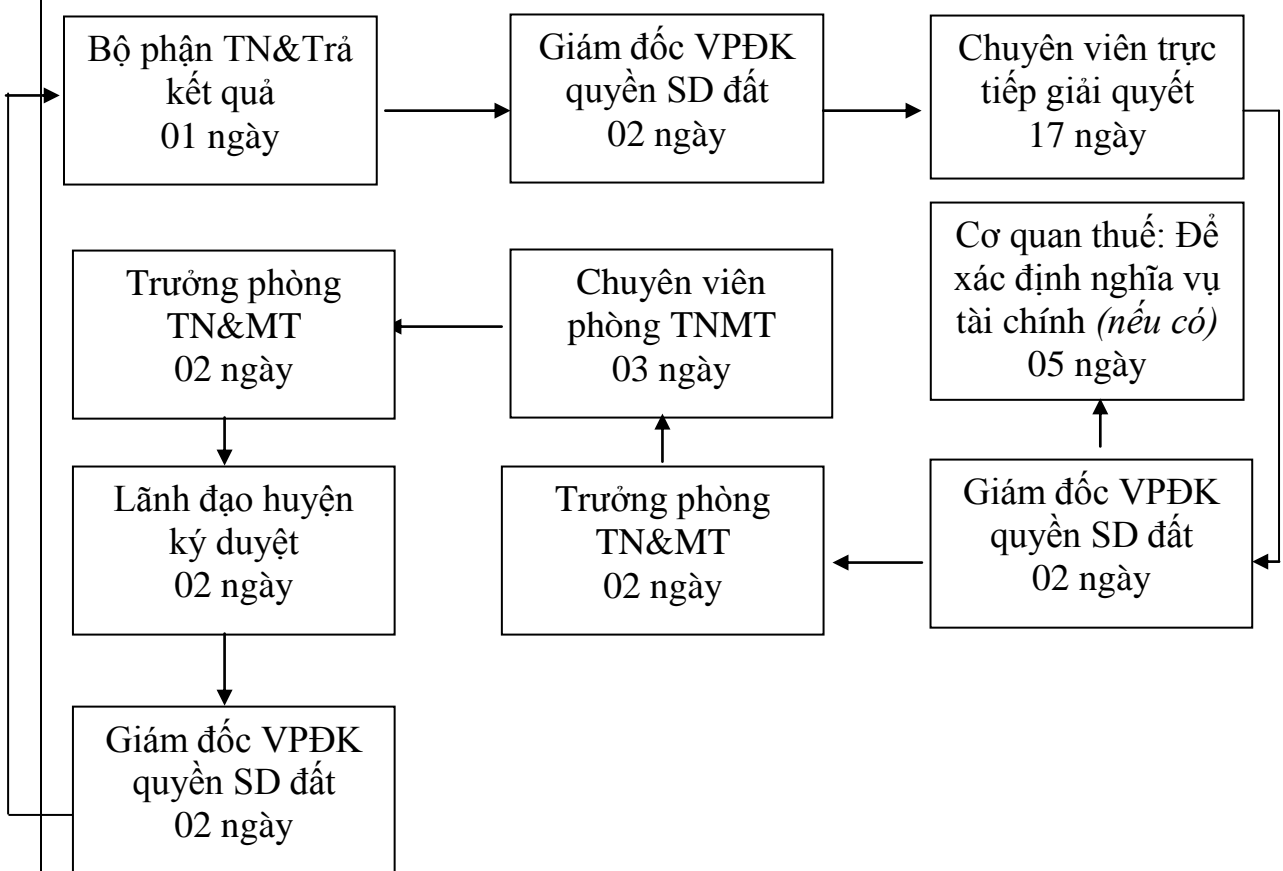 Bộ phận TN&Trả
kết quả
01 ngày
Giám đốc VPĐK
quyền SD đất
02 ngày
Chuyên viên trực
tiếp giải quyết
17 ngày
Trưởng phòng
TN&MT
02 ngày
Chuyên viên
phòng TNMT
03 ngày
Cơ quan thuế: Để
xác định nghĩa vụ
tài chính (nếu có)
05 ngày
Lãnh đạo huyện
ký duyệt
02 ngày
Trưởng phòng
TN&MT
02 ngày
Giám đốc VPĐK
quyền SD đất
02 ngày
Giám đốc VPĐK
quyền SD đất
02 ngày